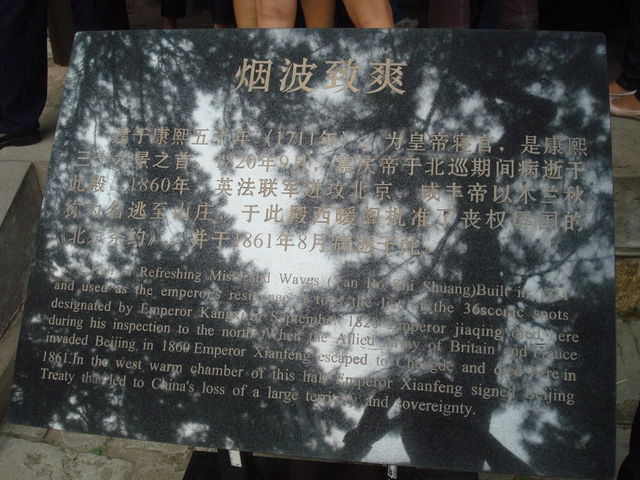 烟波致爽
建于康熙五十年(1711年),为皇帝寝宫,是康熙
三十六景之首。1820年9月,嘉庆帝于北巡期间病逝于
此殿。1860年,英法联军进攻北京,咸丰帝以木兰秋
狝为名逃至山庄,于此殿西暖阁批准了丧权辱国的
《北京条约》,并于1861年8月病逝于此。
Hall of Refreshing Mists and Waves (Yan Bo Zhi Shuang)Built in 1711
and used as the emperor's residence,it tops the list of the 36scenic spots
designated by Emperor Kangxi.In September 1820 Emperor jiaqing died here
during his inspection to the north .When the Allied Army of Britain and France
invaded Beijing, in 1860 Emperor Xianfeng escaped to Chengde and died here in
1861.In the west warm chamber of this hall Emperor Xianfeng signed Beijing
Treaty that led to China's loss of a large territory and sovereignty.